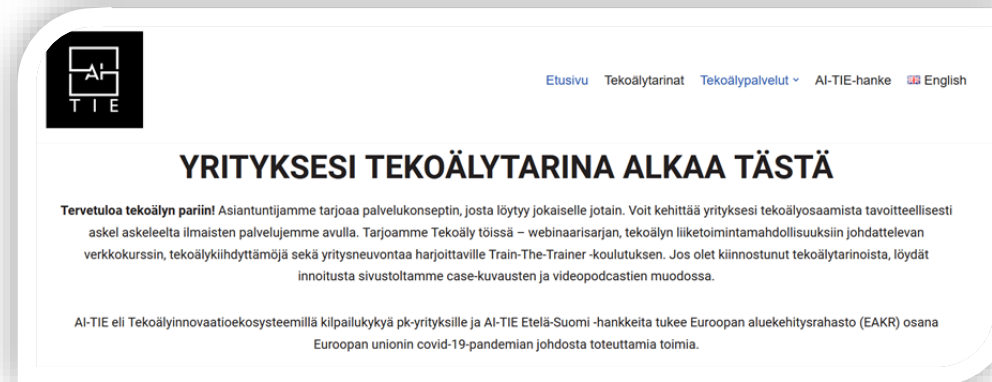 AI
TIE
Etusivu Tekoälytarinat Tekoälypalvelut AI-TIE-hanke English
YRITYKSESI TEKOÄLYTARINA ALKAA TÄSTÄ
Tervetuloa tekoälyn pariin! Asiantuntijamme tarjoaa palvelukonseptin, josta löytyy jokaiselle jotain. Voit kehittää yrityksesi tekoälyosaamista tavoitteellisesti
askel askeleelta ilmaisten palvelujemme avulla. Tarjoamme Tekoäly töissä – webinaarisarjan, tekoälyn liiketoimintamahdollisuuksiin johdattelevan
verkkokurssin, tekoälykiihdyttämöjä sekä yritysneuvontaa harjoittaville Train-The-Trainer -koulutuksen. Jos olet kiinnostunut tekoälytarinoista, löydät
innoitusta sivustoltamme case-kuvausten ja videopodcastien muodossa.
AI-TIE eli Tekoälyinnovaatioekosysteemillä kilpailukykyä pk-yrityksille ja AI-TIE Etelä-Suomi -hankkeita tukee Euroopan aluekehitysrahasto (EAKR) osana
Euroopan unionin covid-19-pandemian johdosta toteuttamia toimia.